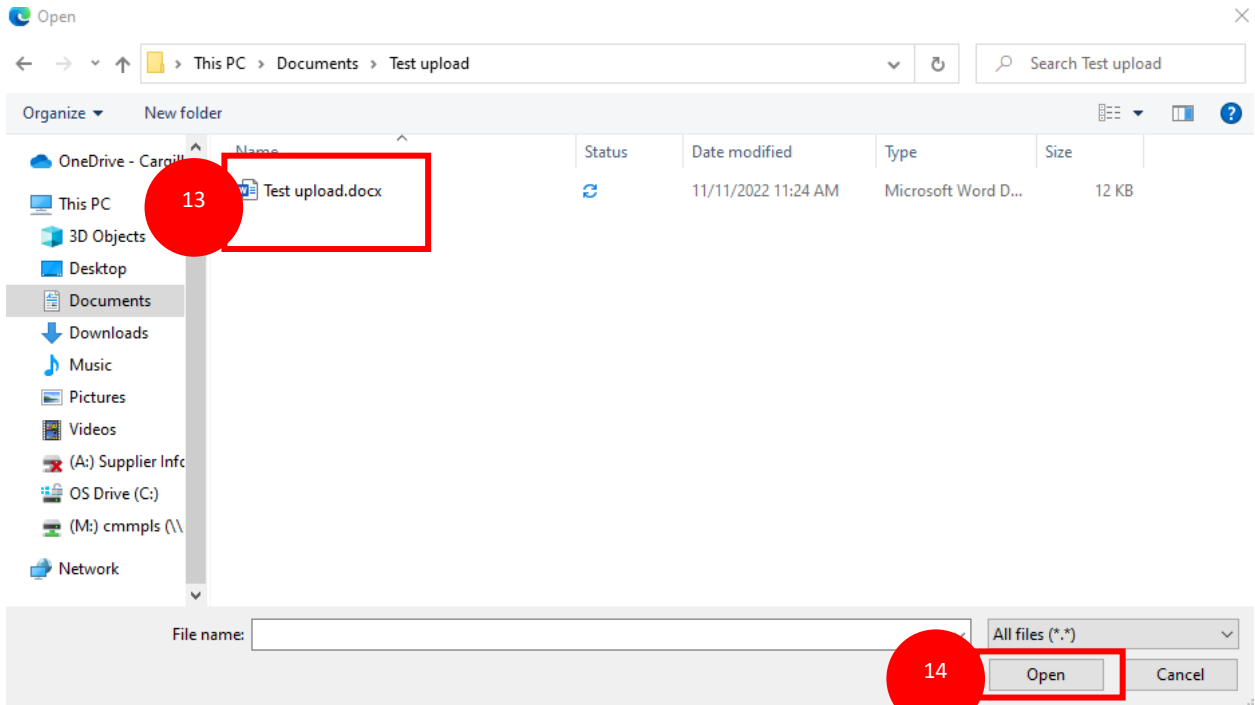 Open
This PC > Documents > Test upload
Search Test upload
Organize New folder
Name Status Date modified Type Size
OneDrive - Cargill
13
Test upload.docx 11/11/2022 11:24 AM Microsoft Word D... 12 KB
This PC
3D Objects
Desktop
Documents
Downloads
Music
Pictures
Videos
(A:) Supplier Info
OS Drive (C:)
(M:) cmmpls (\\
Network
File name:
All files (*.*)
14
Open Cancel